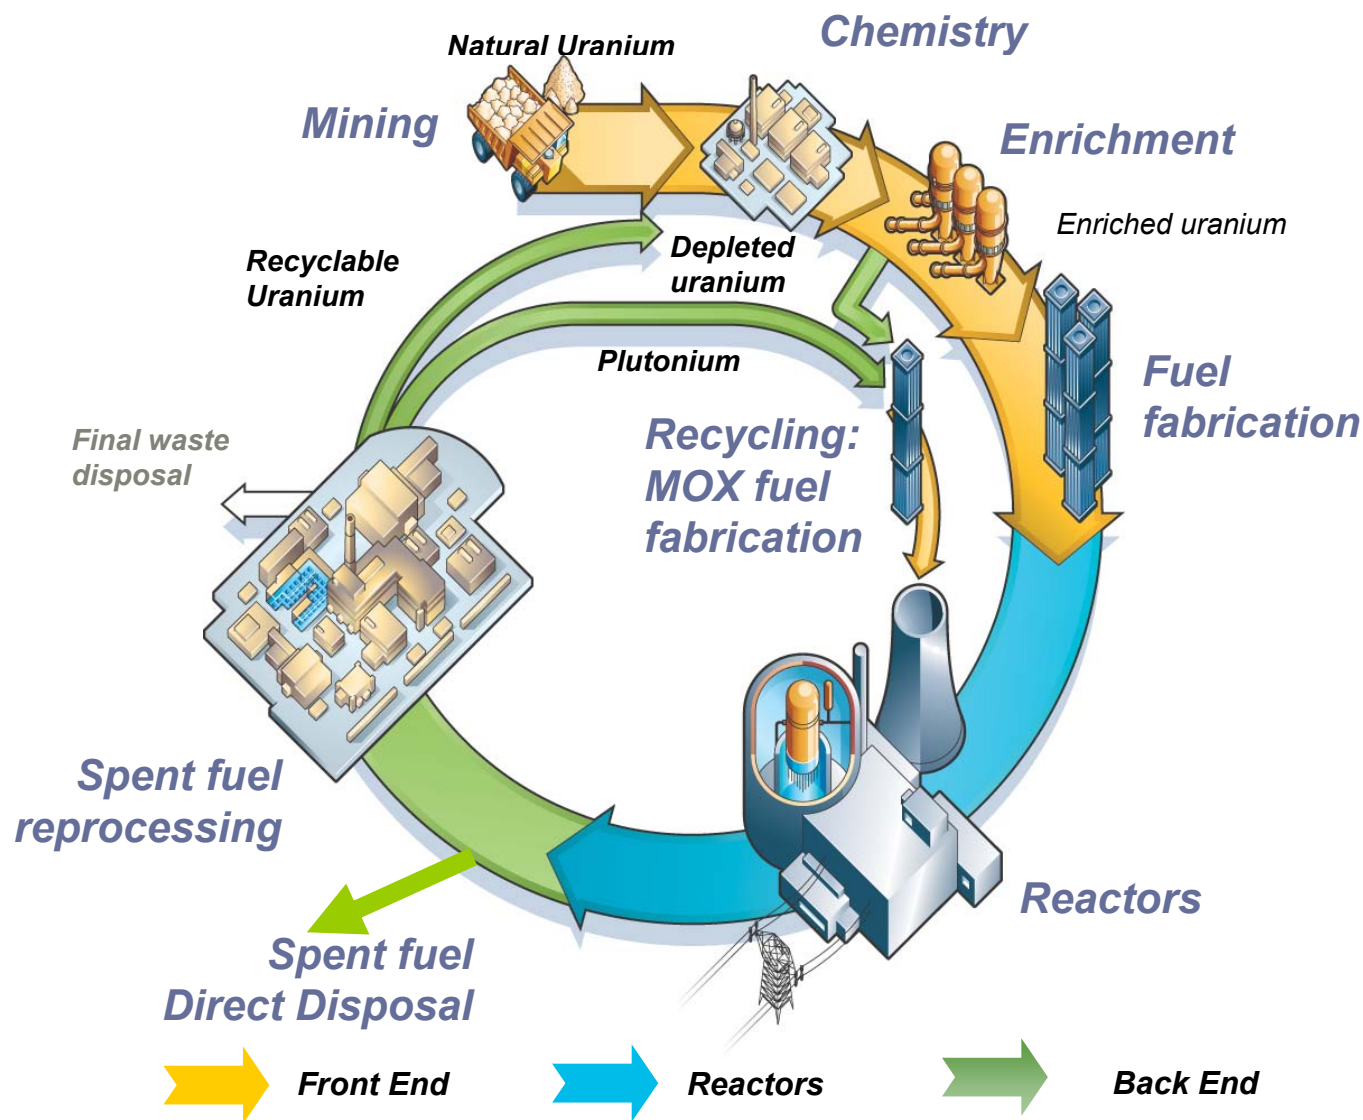 Natural Uranium
Chemistry
Mining
Enrichment
Enriched uranium
Recyclable
Uranium
Depleted
uranium
Plutonium
Fuel
fabrication
Recycling:
MOX fuel
fabrication
Final waste
disposal
Spent fuel
reprocessing
Reactors
Spent fuel
Direct Disposal
Front End
Reactors
Back End